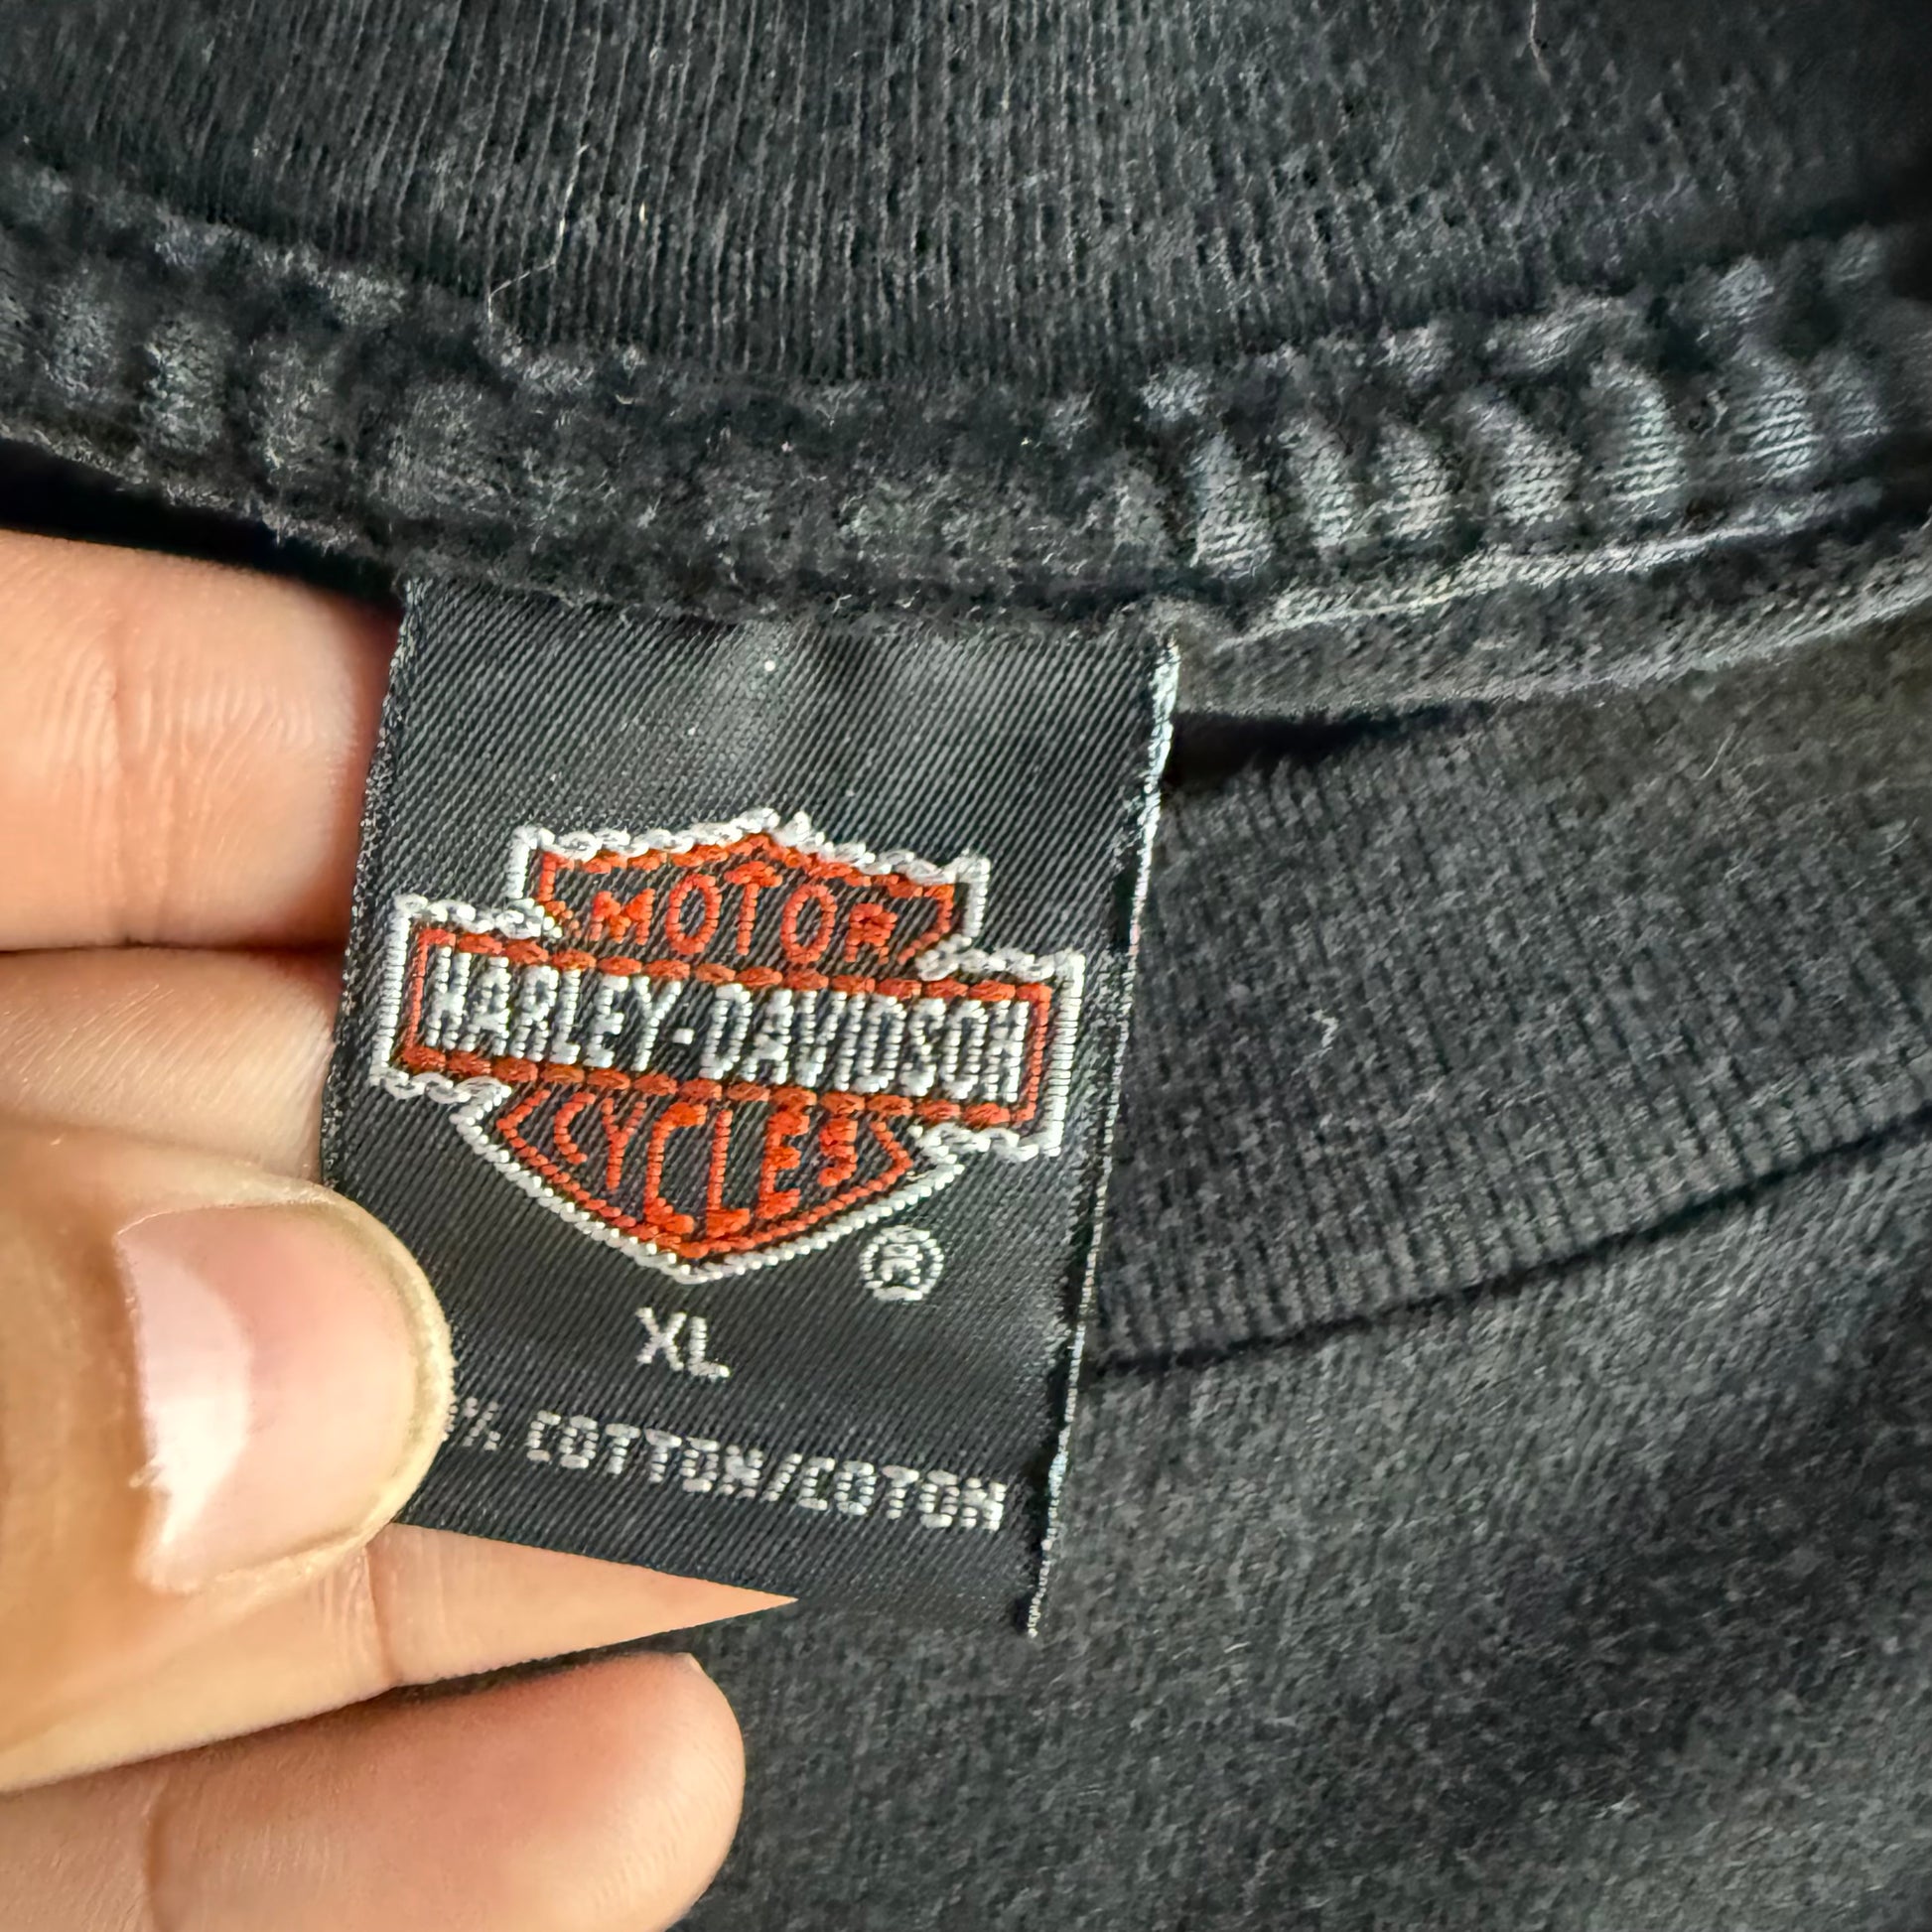 MOTOR
HARLEY-DAVIDSON
CYCLES
®
XL
% COTTON/COTON